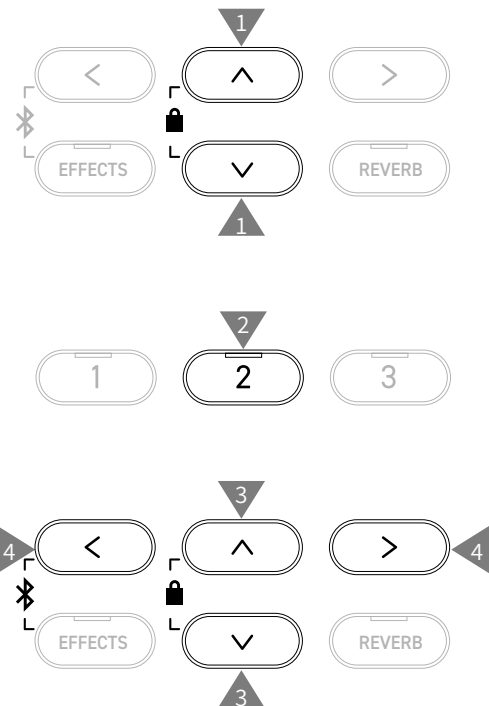 1
< ∧ >
EFFECTS ∨ REVERB
1
2
1 2 3
3
4 < ∧ > 4
EFFECTS ∨ REVERB
3